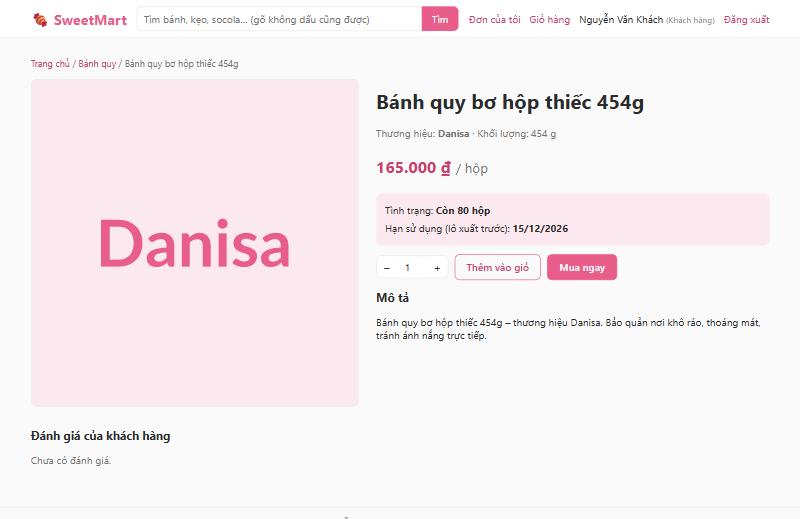 SweetMart
Tìm bánh, kẹo, socola... (gõ không dấu cũng được)
Tìm
Đơn của tôi
Giỏ hàng
Nguyễn Văn Khách (Khách hàng)
Đăng xuất
Trang chủ / Bánh quy / Bánh quy bơ hộp thiếc 454g
Danisa
Bánh quy bơ hộp thiếc 454g
Thương hiệu: Danisa · Khối lượng: 454 g
165.000 ₫ / hộp
Tình trạng: Còn 80 hộp
Hạn sử dụng (lô xuất trước): 15/12/2026
− 1 +
Thêm vào giỏ
Mua ngay
Mô tả
Bánh quy bơ hộp thiếc 454g – thương hiệu Danisa. Bảo quản nơi khô ráo, thoáng mát,
tránh ánh nắng trực tiếp.
Đánh giá của khách hàng
Chưa có đánh giá.